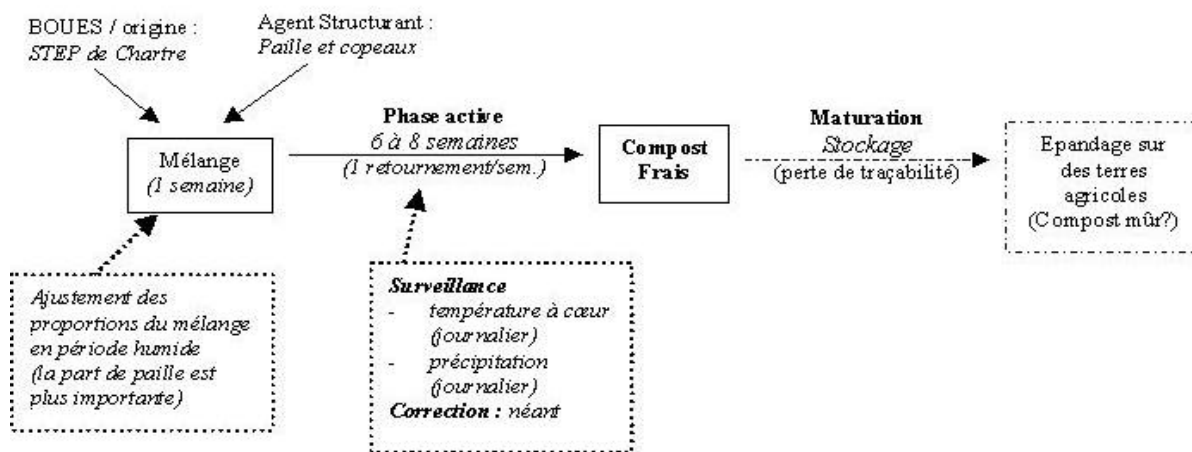 BOUES / origine :
STEP de Chartre
Agent Structurant :
Paille et copeaux
Mélange
(1 semaine)
Phase active
6 à 8 semaines
(1 retournement/sem.)
Compost
Frais
Maturation
Stockage
(perte de traçabilité)
Epandage sur
des terres
agricoles
(Compost mûr?)
Ajustement des
proportions du mélange
en période humide
(la part de paille est
plus importante)
Surveillance
- température à cœur
(journalier)
- précipitation
(journalier)
Correction : néant